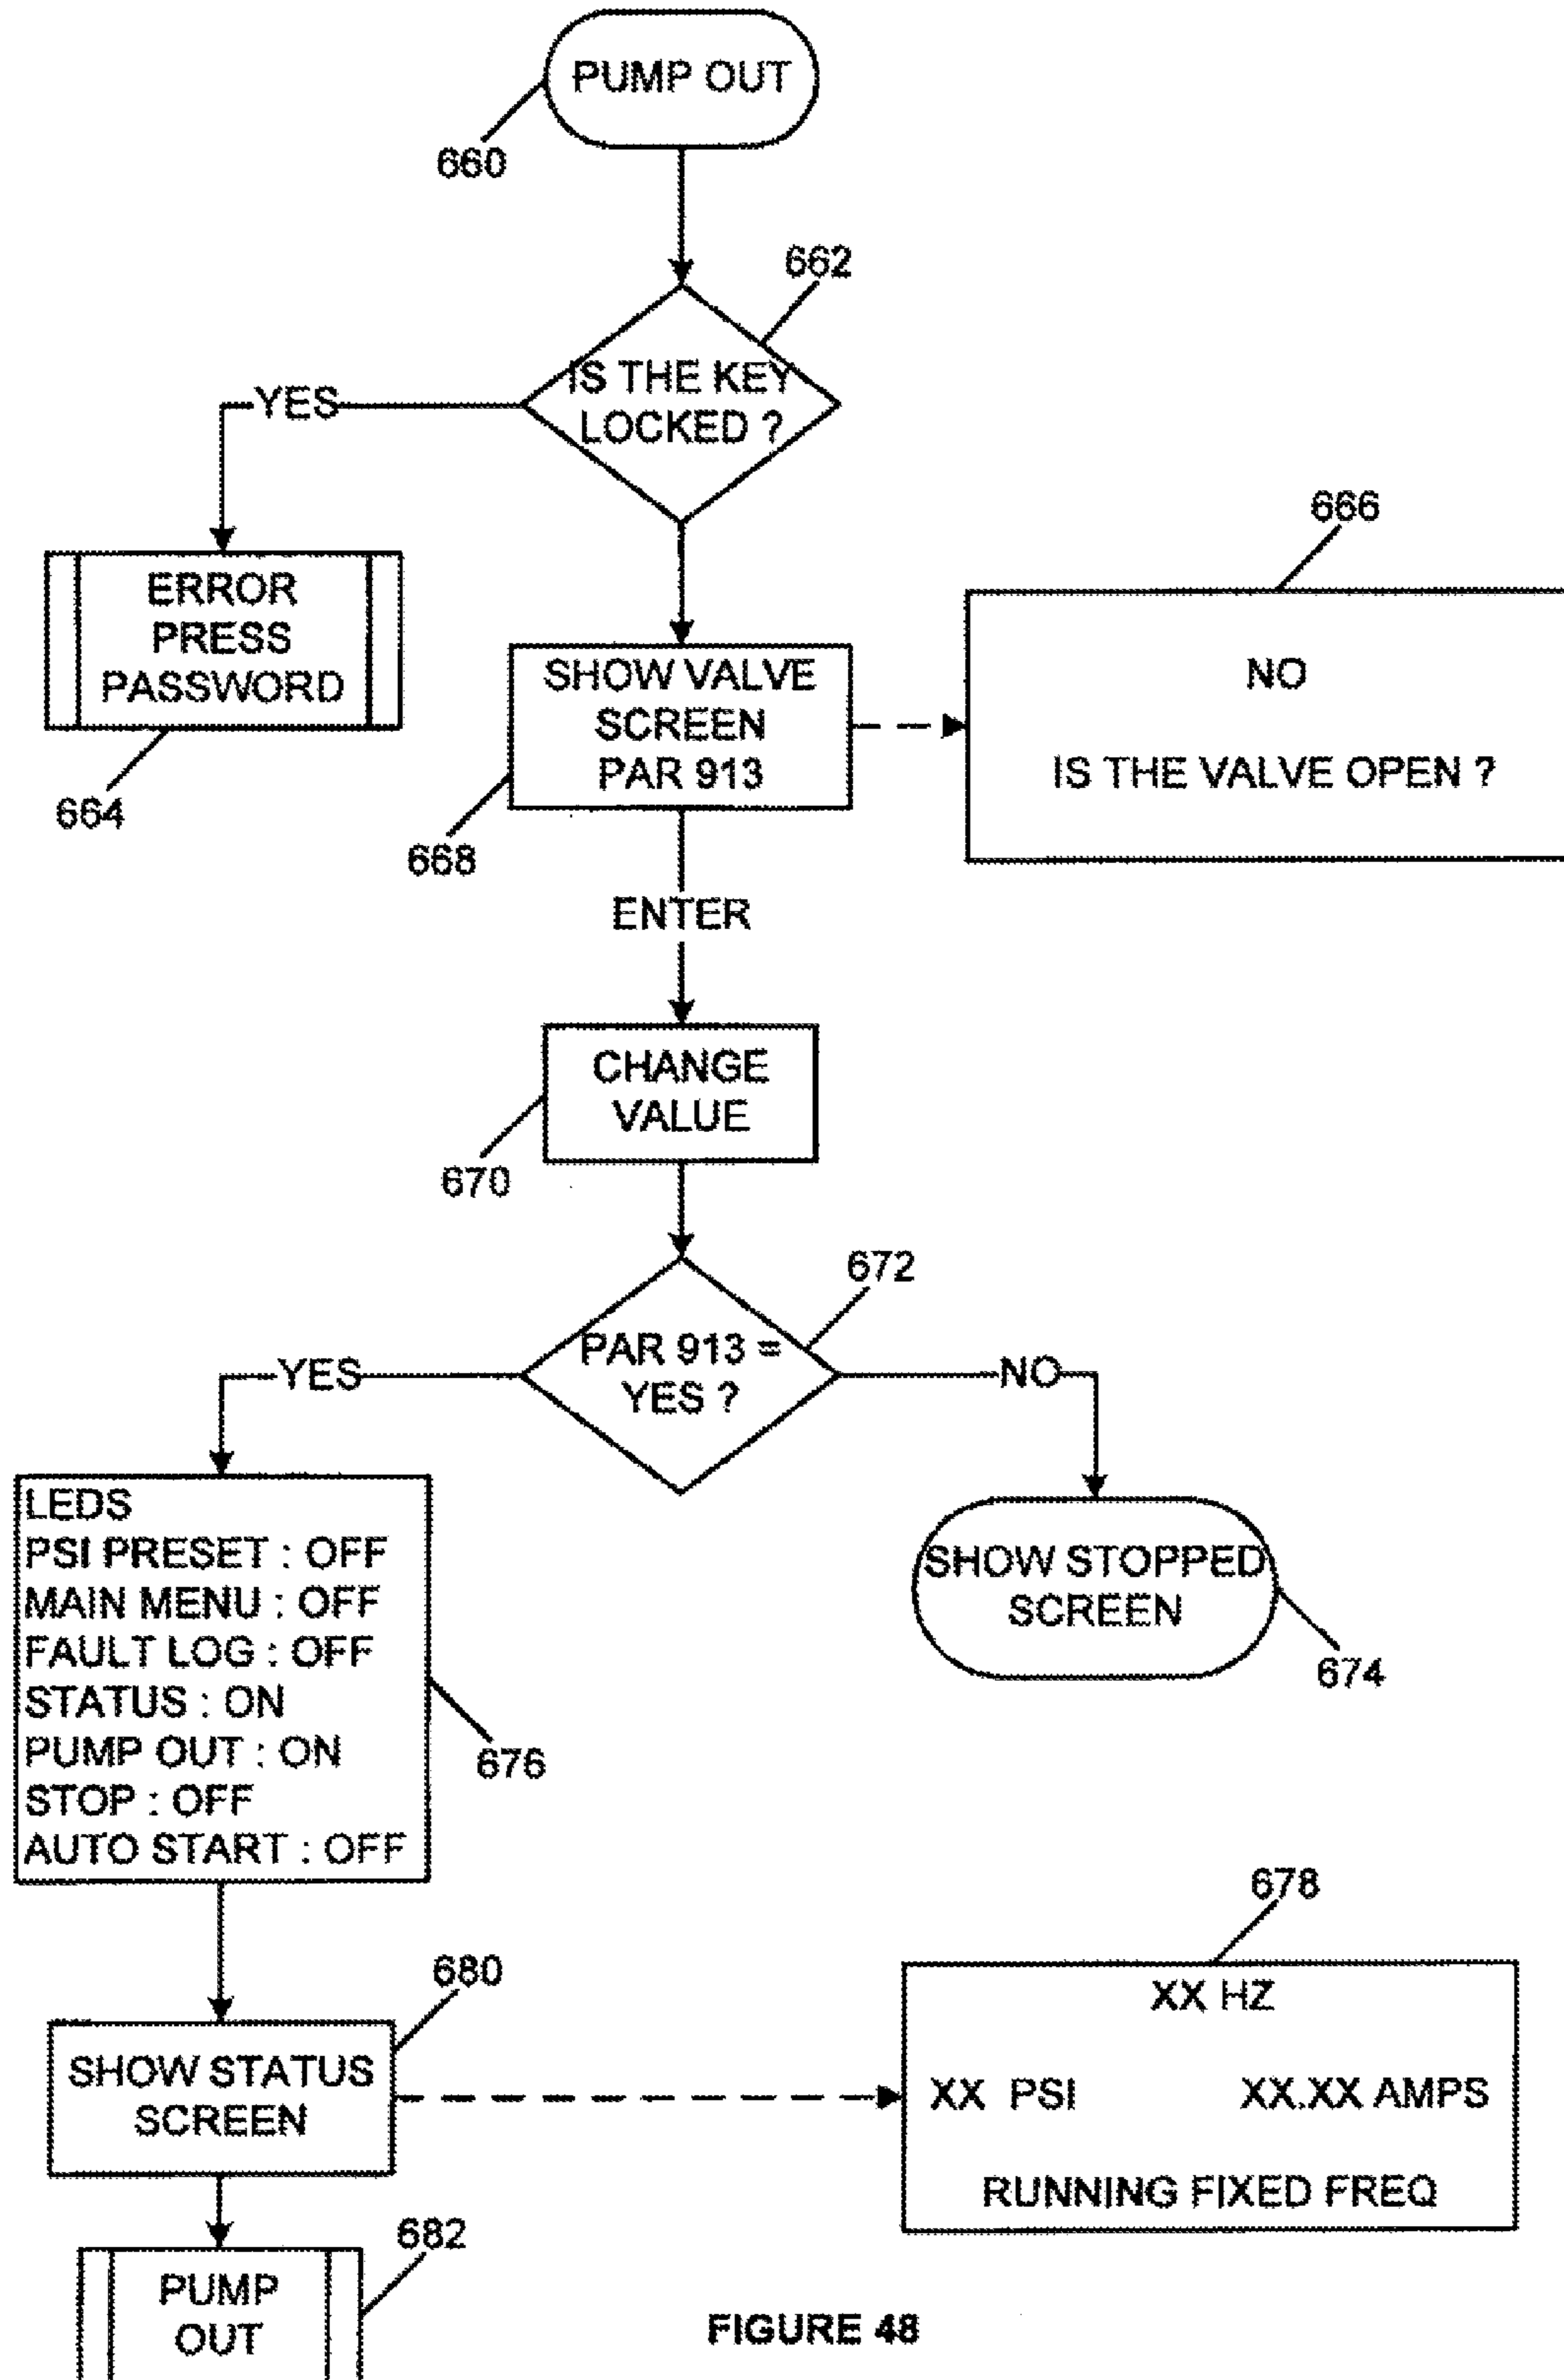 PUMP OUT
660
662
IS THE KEY
LOCKED ?
YES
ERROR
PRESS
PASSWORD
664
666
NO
IS THE VALVE OPEN ?
SHOW VALVE
SCREEN
PAR 913
668
ENTER
CHANGE
VALUE
670
672
PAR 913 =
YES ?
YES
NO
LEDS
PSI PRESET : OFF
MAIN MENU : OFF
FAULT LOG : OFF
STATUS : ON
PUMP OUT : ON
STOP : OFF
AUTO START : OFF
676
SHOW STOPPED
SCREEN
674
678
XX HZ
XX PSI XX.XX AMPS
RUNNING FIXED FREQ
680
SHOW STATUS
SCREEN
682
PUMP
OUT
FIGURE 48